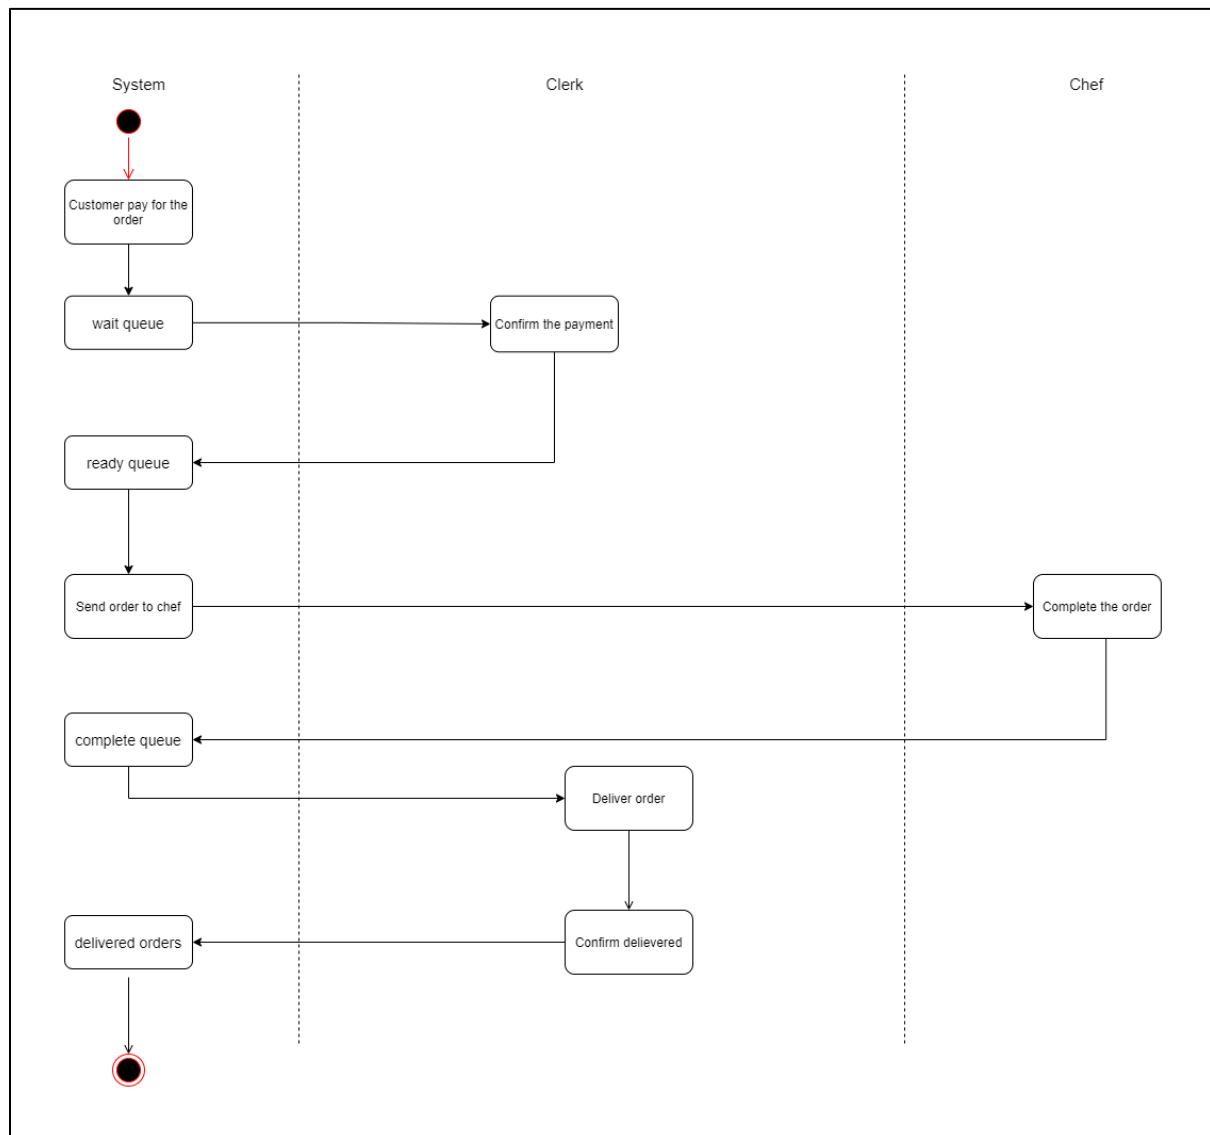 System
Clerk
Chef
Customer pay for the
order
wait queue
Confirm the payment
ready queue
Send order to chef
Complete the order
complete queue
Deliver order
delivered orders
Confirm delievered